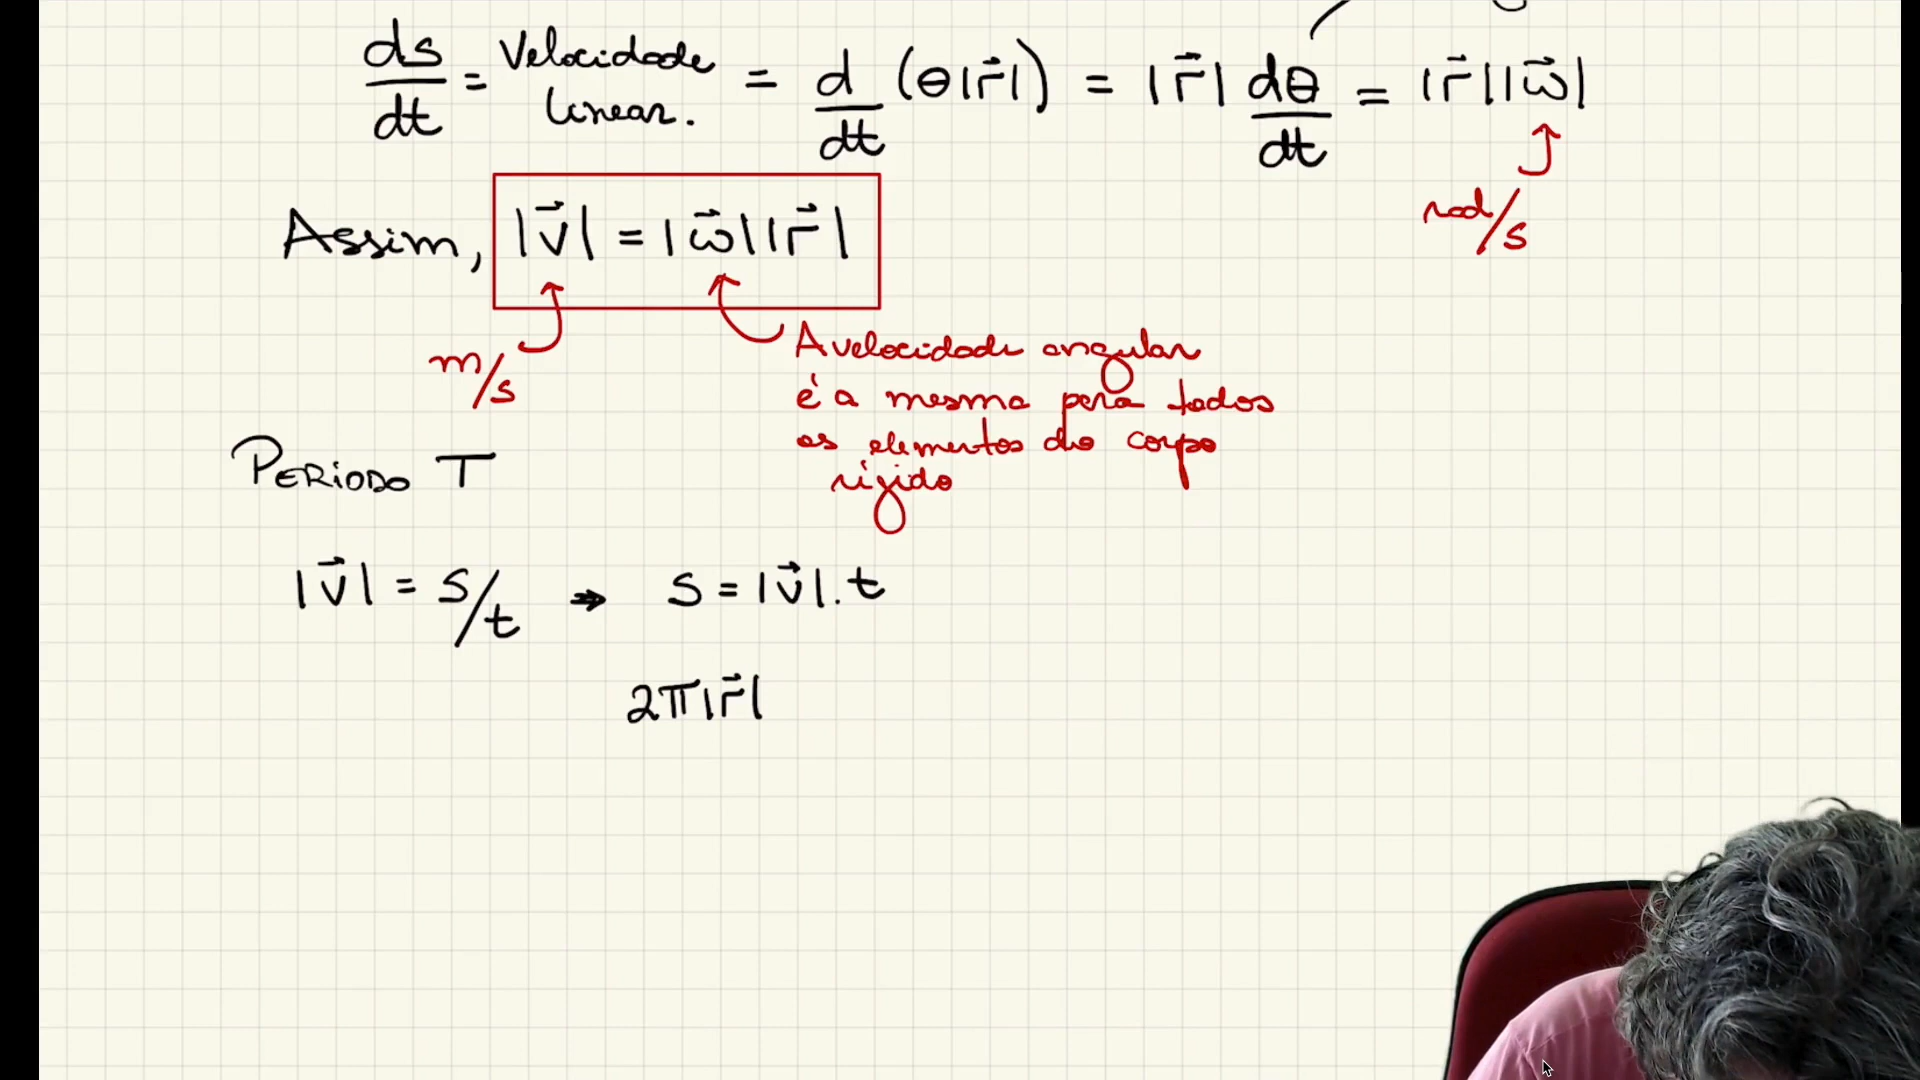 ds/dt = Velocidade linear. = d/dt (θ|r⃗|) = |r⃗| dθ/dt = |r⃗||ω⃗|
rad/s
Assim, |v⃗| = |ω⃗||r⃗|
m/s
A velocidade angular
é a mesma para todos
os elementos do corpo
rígido
PERÍODO T
|v⃗| = s/t → s = |v⃗|.t
2π|r⃗|